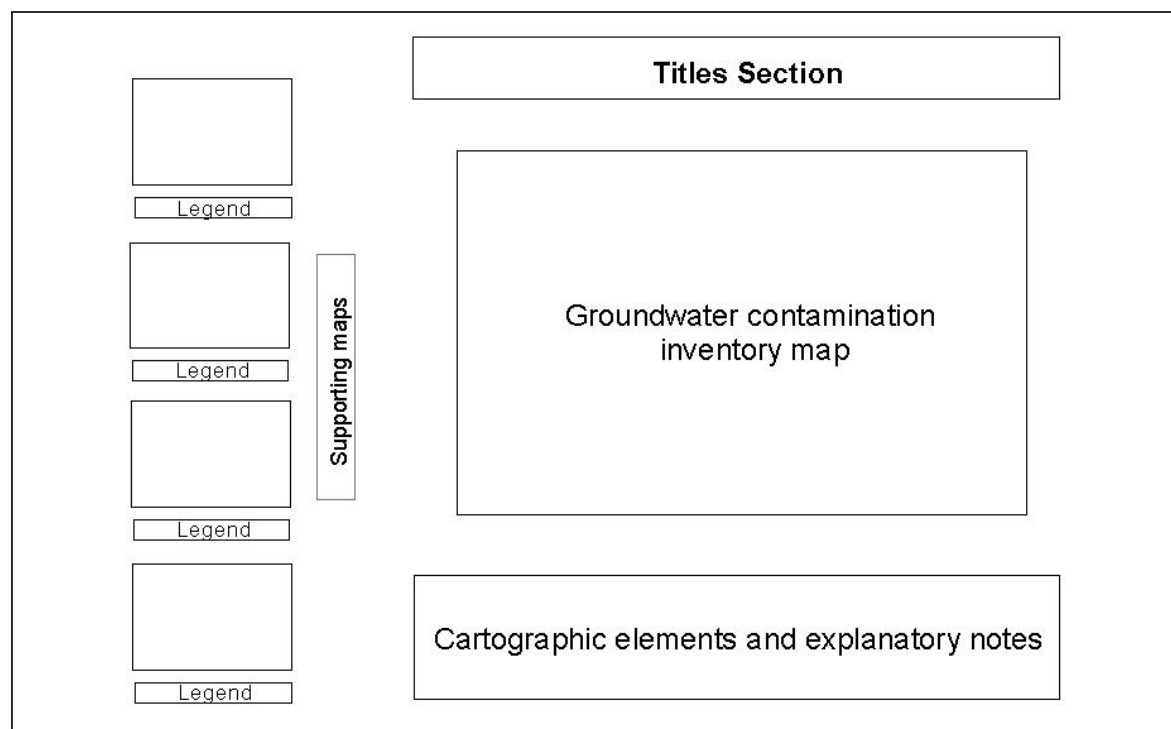 Titles Section
Legend
Legend
Supporting maps
Groundwater contamination
inventory map
Legend
Legend
Cartographic elements and explanatory notes